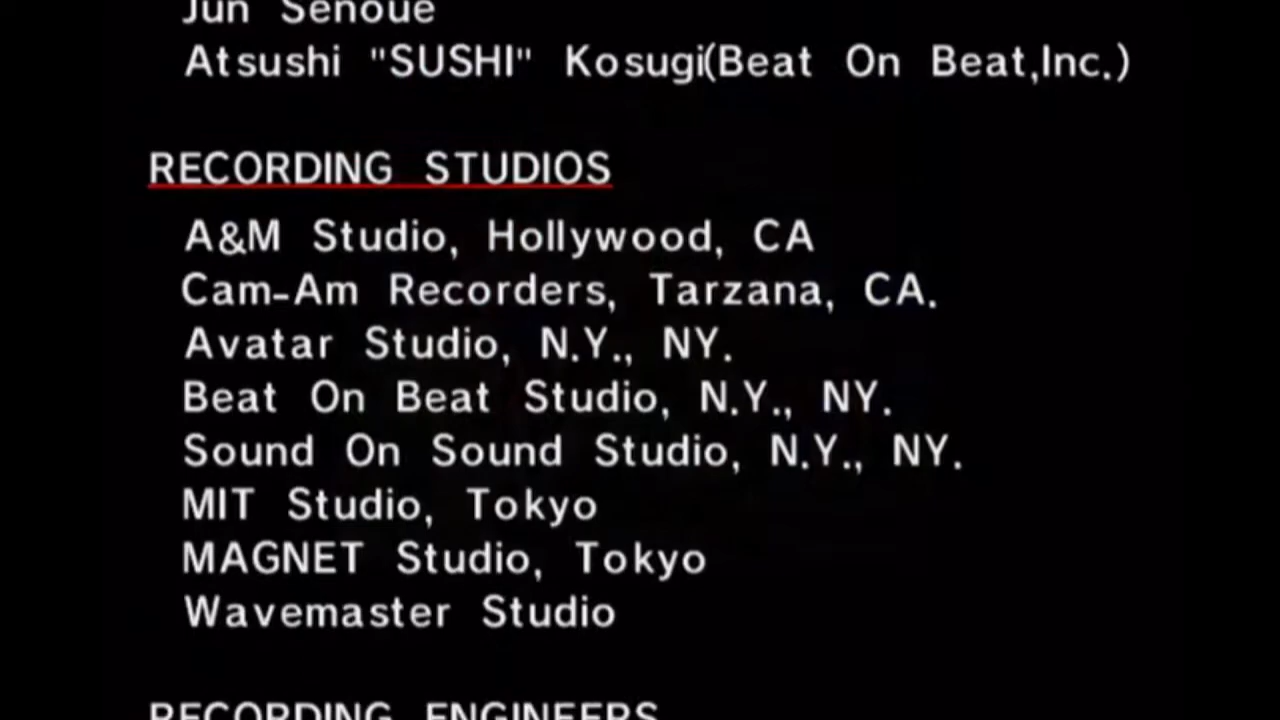 Jun Senoue
Atsushi "SUSHI" Kosugi(Beat On Beat,Inc.)
RECORDING STUDIOS
A&M Studio, Hollywood, CA
Cam-Am Recorders, Tarzana, CA.
Avatar Studio, N.Y., NY.
Beat On Beat Studio, N.Y., NY.
Sound On Sound Studio, N.Y., NY.
MIT Studio, Tokyo
MAGNET Studio, Tokyo
Wavemaster Studio
RECORDING ENGINEERS